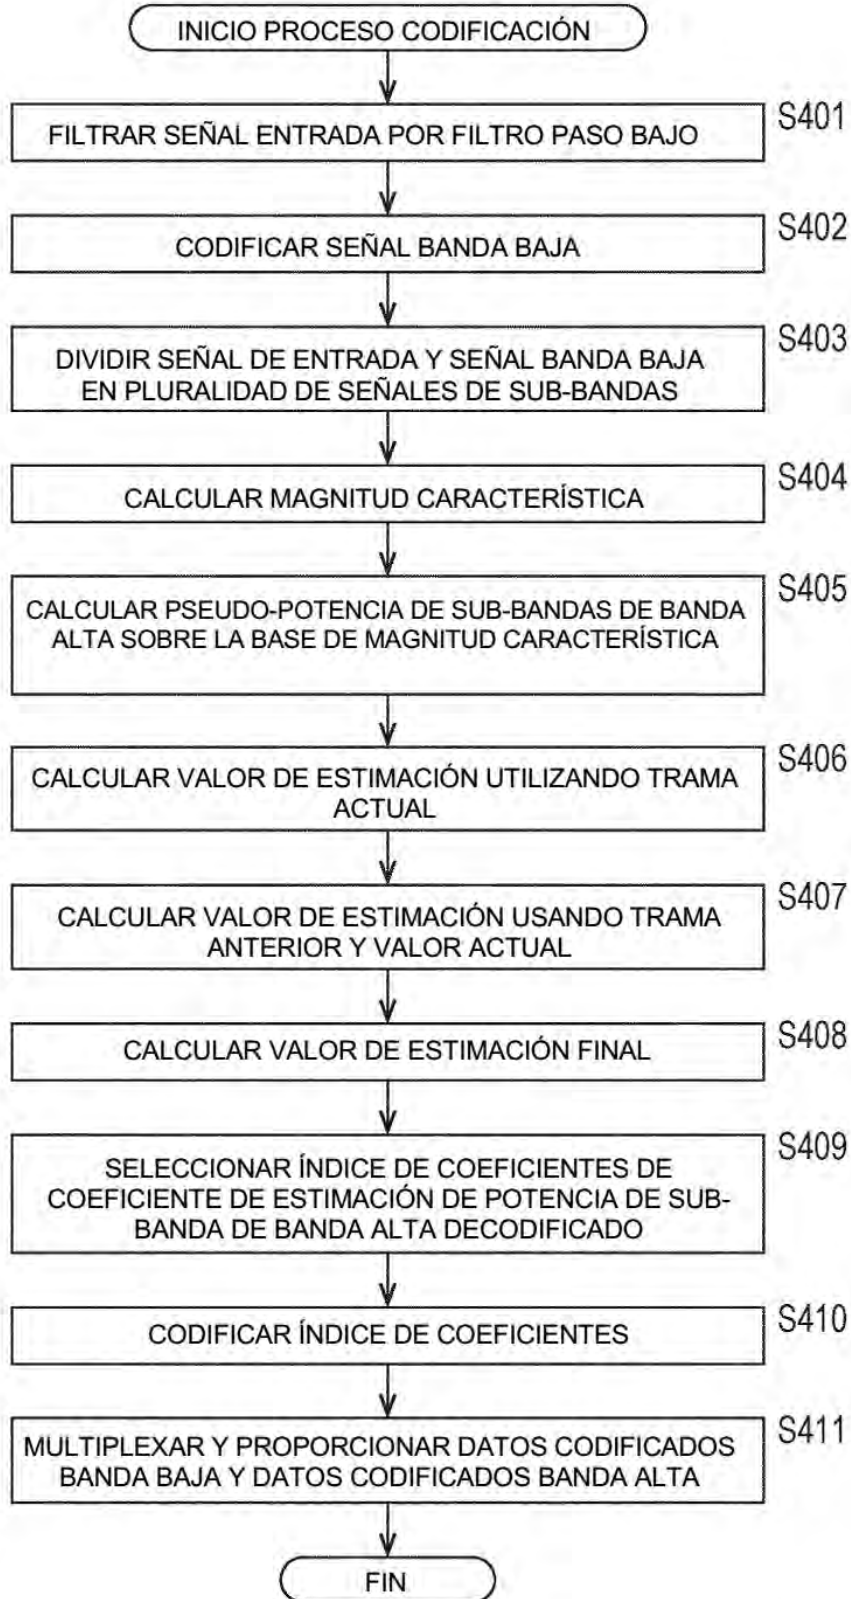 INICIO PROCESO CODIFICACIÓN
S401
FILTRAR SEÑAL ENTRADA POR FILTRO PASO BAJO
S402
CODIFICAR SEÑAL BANDA BAJA
S403
DIVIDIR SEÑAL DE ENTRADA Y SEÑAL BANDA BAJA
EN PLURALIDAD DE SEÑALES DE SUB-BANDAS
S404
CALCULAR MAGNITUD CARACTERÍSTICA
S405
CALCULAR PSEUDO-POTENCIA DE SUB-BANDAS DE BANDA
ALTA SOBRE LA BASE DE MAGNITUD CARACTERÍSTICA
S406
CALCULAR VALOR DE ESTIMACIÓN UTILIZANDO TRAMA
ACTUAL
S407
CALCULAR VALOR DE ESTIMACIÓN USANDO TRAMA
ANTERIOR Y VALOR ACTUAL
S408
CALCULAR VALOR DE ESTIMACIÓN FINAL
S409
SELECCIONAR ÍNDICE DE COEFICIENTES DE
COEFICIENTE DE ESTIMACIÓN DE POTENCIA DE SUB-
BANDA DE BANDA ALTA DECODIFICADO
S410
CODIFICAR ÍNDICE DE COEFICIENTES
S411
MULTIPLEXAR Y PROPORCIONAR DATOS CODIFICADOS
BANDA BAJA Y DATOS CODIFICADOS BANDA ALTA
FIN